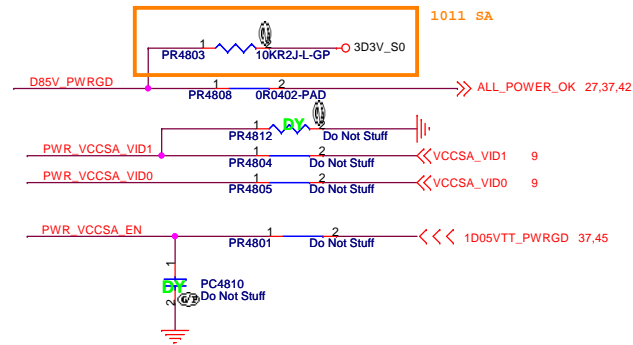 1011 SA
1 2
PR4803 10KR2J-L-GP 3D3V_S0
D85V_PWRGD 1 2 ALL_POWER_OK 27,37,42
PR4808 0R0402-PAD
1 DY 2
PR4812 Do Not Stuff
PWR_VCCSA_VID1 1 2 VCCSA_VID1 9
PR4804 Do Not Stuff
PWR_VCCSA_VID0 1 2 VCCSA_VID0 9
PR4805 Do Not Stuff
PWR_VCCSA_EN 1 2 1D05VTT_PWRGD 37,45
PR4801 Do Not Stuff
1
DY PC4810
2 Do Not Stuff